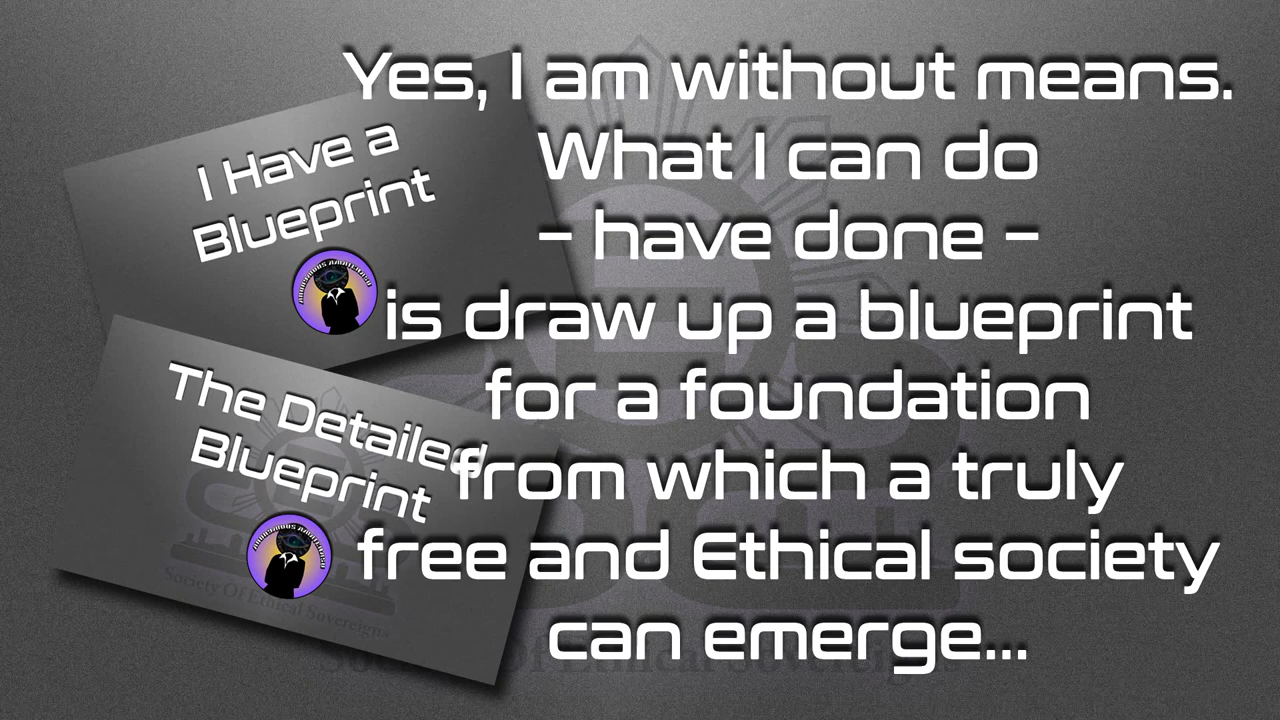 Yes, I am without means.
What I can do
- have done -
is draw up a blueprint
for a foundation
from which a truly
free and Ethical society
can emerge...
I Have a
Blueprint
The Detailed
Blueprint
Society Of Ethical Sovereigns